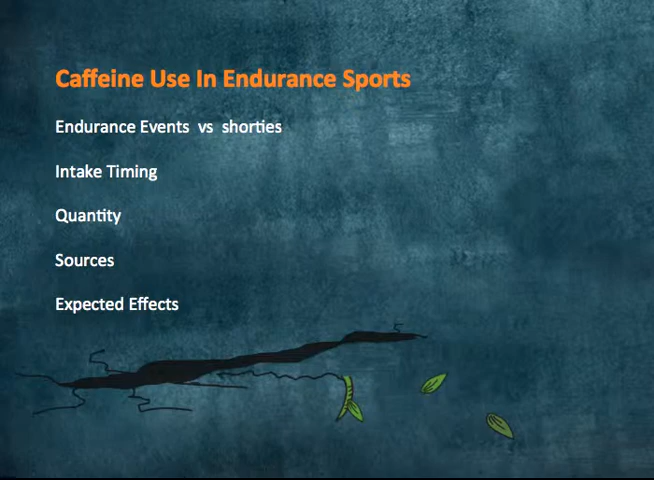 Caffeine Use In Endurance Sports
Endurance Events  vs  shorties
Intake Timing
Quantity
Sources
Expected Effects